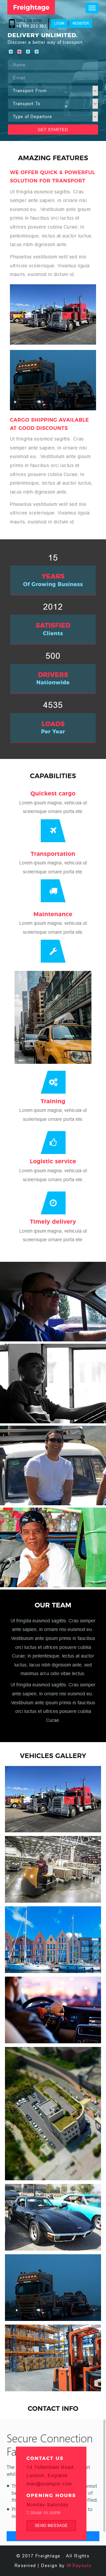 Freightage
+18 149 222 963
LOGIN
REGISTER
DELIVERY UNLIMITED.
Discover a better way of transport
Name
Email
Transport From
Transport To
Type of Departure
GET STARTED
AMAZING FEATURES
WE OFFER QUICK & POWERFUL
SOLUTION FOR TRANSPORT
Ut fringilla euismod sagittis. Cras
semper ante sapien, in ornare nisi
euismod eu. Vestibulum ante ipsum
primis in faucibus orci luctus et
ultrices posuere cubilia Curae; In
pellentesque, lectus at auctor luctus,
lacus nibh dignissim ante.
Phasellus vestibulum velit sed nisi
ultricies scelerisque. Vivamus ligula
mauris, euismod in dictum id.
CARGO SHIPPING AVAILABLE
AT GOOD DISCOUNTS
Ut fringilla euismod sagittis. Cras
semper ante sapien, in ornare nisi
euismod eu. Vestibulum ante ipsum
primis in faucibus orci luctus et
ultrices posuere cubilia Curae; In
pellentesque, lectus at auctor luctus,
lacus nibh dignissim ante.
Phasellus vestibulum velit sed nisi
ultricies scelerisque. Vivamus ligula
mauris, euismod in dictum id.
15
YEARS
Of Growing Business
2012
SATISFIED
Clients
500
DRIVERS
Nationwide
4535
LOADS
Per Year
CAPABILITIES
Quickest cargo
Lorem ipsum magna, vehicula ut
scelerisque ornare porta ete.
Transportation
Lorem ipsum magna, vehicula ut
scelerisque ornare porta ete.
Maintenance
Lorem ipsum magna, vehicula ut
scelerisque ornare porta ete.
Training
Lorem ipsum magna, vehicula ut
scelerisque ornare porta ete.
Logistic service
Lorem ipsum magna, vehicula ut
scelerisque ornare porta ete.
Timely delivery
Lorem ipsum magna, vehicula ut
scelerisque ornare porta ete.
OUR TEAM
Ut fringilla euismod sagittis. Cras semper
ante sapien, in ornare nisi euismod eu.
Vestibulum ante ipsum primis in faucibus
orci luctus et ultrices posuere cubilia
Curae; In pellentesque, lectus at auctor
luctus, lacus nibh dignissim ante, sed
maximus arcu odio vitae lectus.
Ut fringilla euismod sagittis. Cras semper
ante sapien, in ornare nisi euismod eu.
Vestibulum ante ipsum primis in faucibus
orci luctus et ultrices posuere cubilia
Curae.
VEHICLES GALLERY
CONTACT INFO
Secure Connection
CONTACT US
14 Tottenham Road,
London, England.
mail@example.com
OPENING HOURS
Monday-Saturday
SEND MESSAGE
© 2017 Freightage . All Rights
Reserved | Design by W3layouts